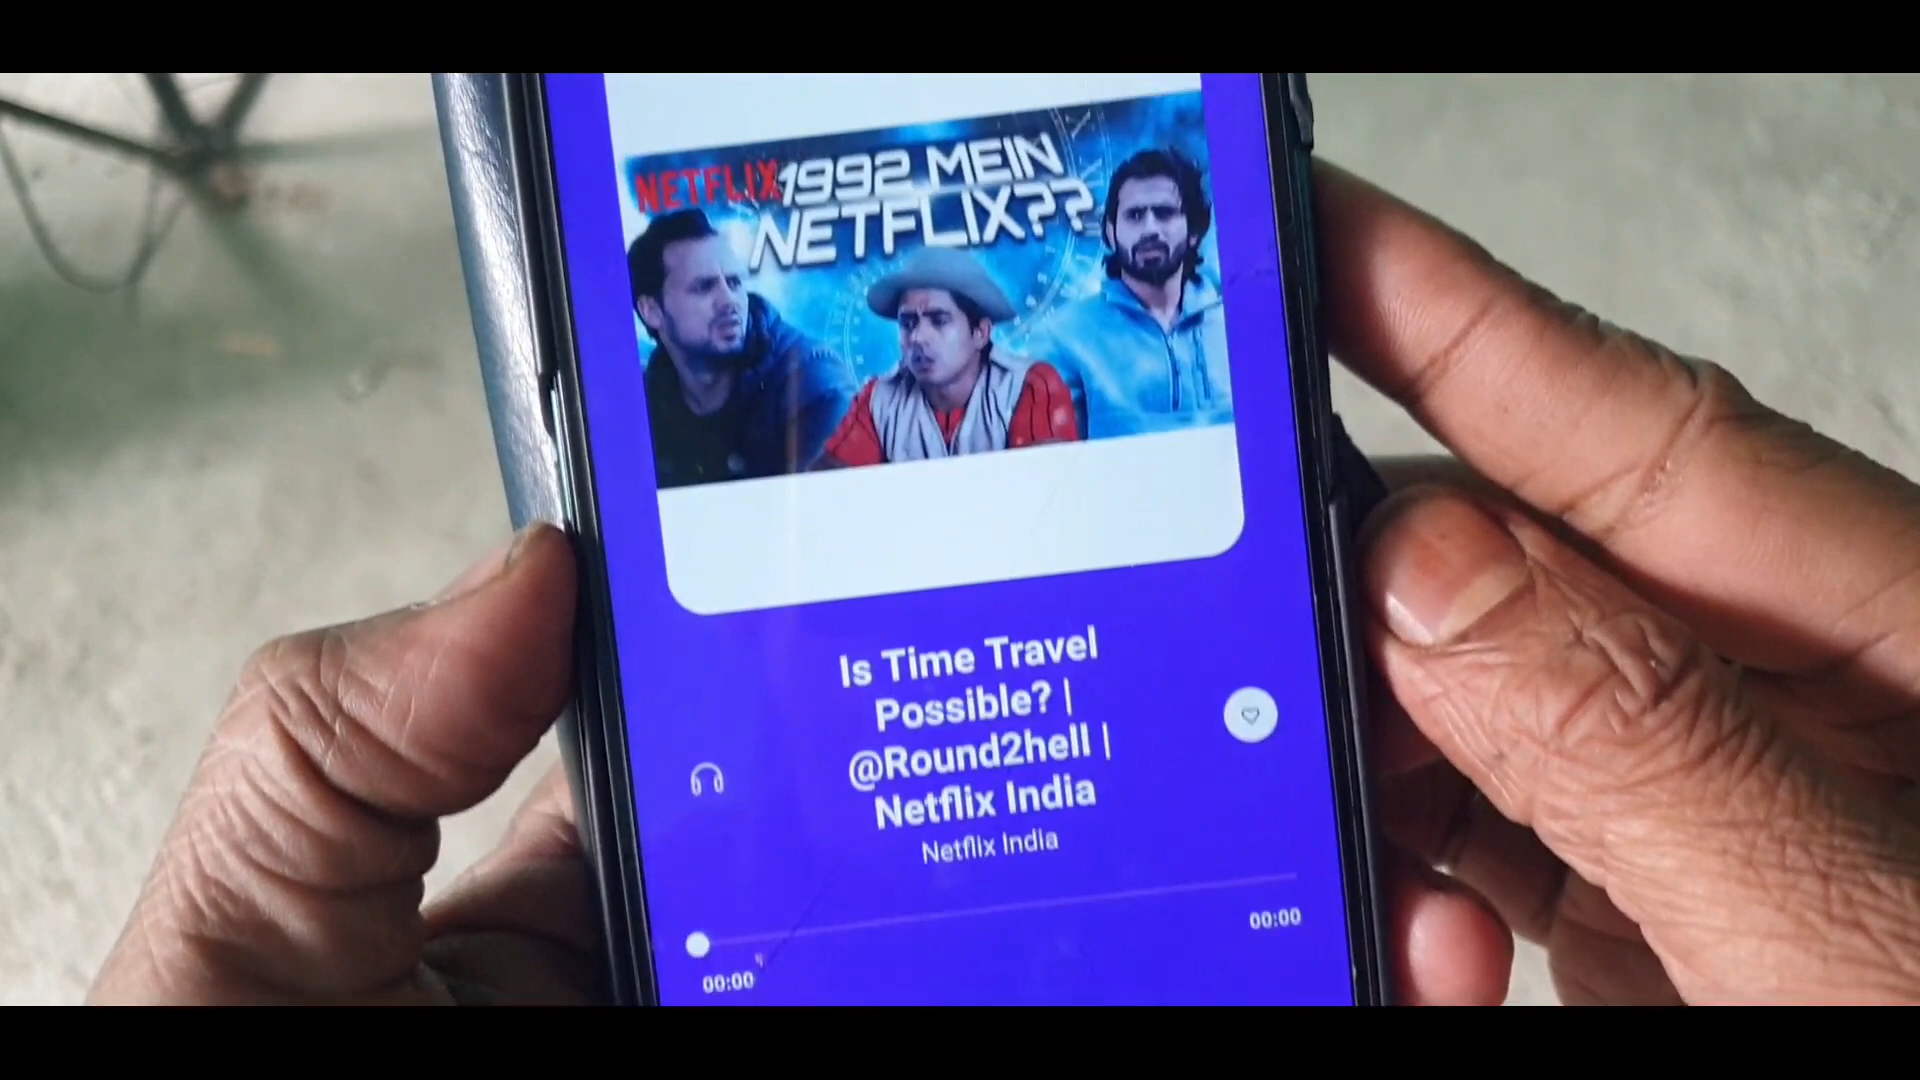 NETFLIX
1992 MEIN
NETFLIX??
Is Time Travel
Possible? |
@Round2hell |
Netflix India
Netflix India
00:00
00:00